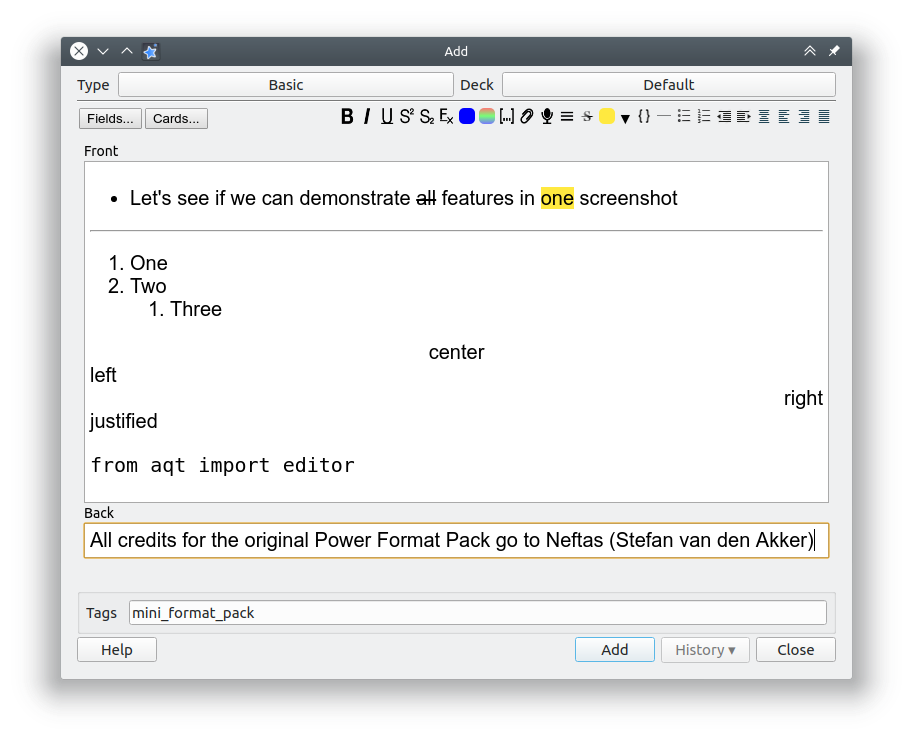 Add
Type Basic Deck Default
Fields... Cards... B I U S² S₂ Eₓ [...] S {}
Front
• Let's see if we can demonstrate all features in one screenshot
1. One
2. Two
1. Three
center
left
right
justified
from aqt import editor
Back
All credits for the original Power Format Pack go to Neftas (Stefan van den Akker)
Tags mini_format_pack
Help Add History ▾ Close